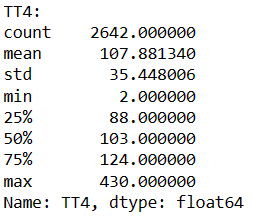 TT4:
count    2642.000000
mean      107.881340
std        35.448006
min         2.000000
25%        88.000000
50%       103.000000
75%       124.000000
max       430.000000
Name: TT4, dtype: float64